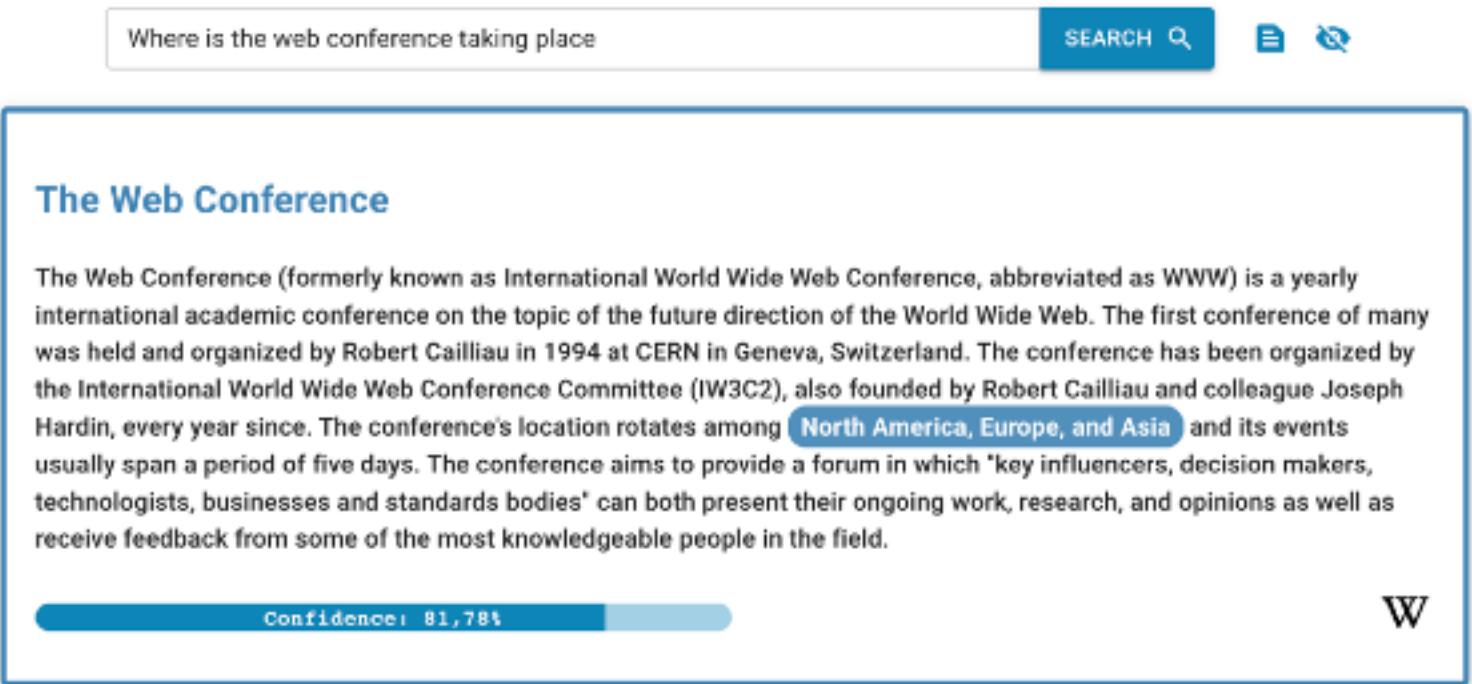 Where is the web conference taking place
SEARCH
The Web Conference
The Web Conference (formerly known as International World Wide Web Conference, abbreviated as WWW) is a yearly
international academic conference on the topic of the future direction of the World Wide Web. The first conference of many
was held and organized by Robert Cailliau in 1994 at CERN in Geneva, Switzerland. The conference has been organized by
the International World Wide Web Conference Committee (IW3C2), also founded by Robert Cailliau and colleague Joseph
Hardin, every year since. The conference's location rotates among North America, Europe, and Asia and its events
usually span a period of five days. The conference aims to provide a forum in which "key influencers, decision makers,
technologists, businesses and standards bodies" can both present their ongoing work, research, and opinions as well as
receive feedback from some of the most knowledgeable people in the field.
Confidence: 81,78%
W